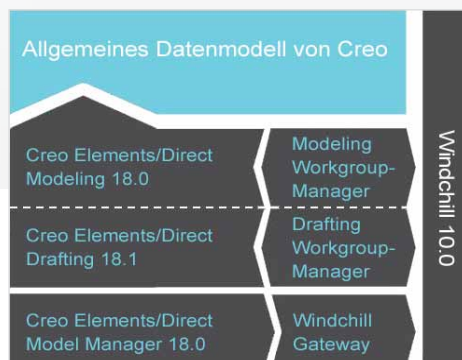 Allgemeines Datenmodell von Creo
Creo Elements/Direct
Modeling 18.0
Modeling
Workgroup-
Manager
Creo Elements/Direct
Drafting 18.1
Drafting
Workgroup-
Manager
Creo Elements/Direct
Model Manager 18.0
Windchill
Gateway
Windchill 10.0